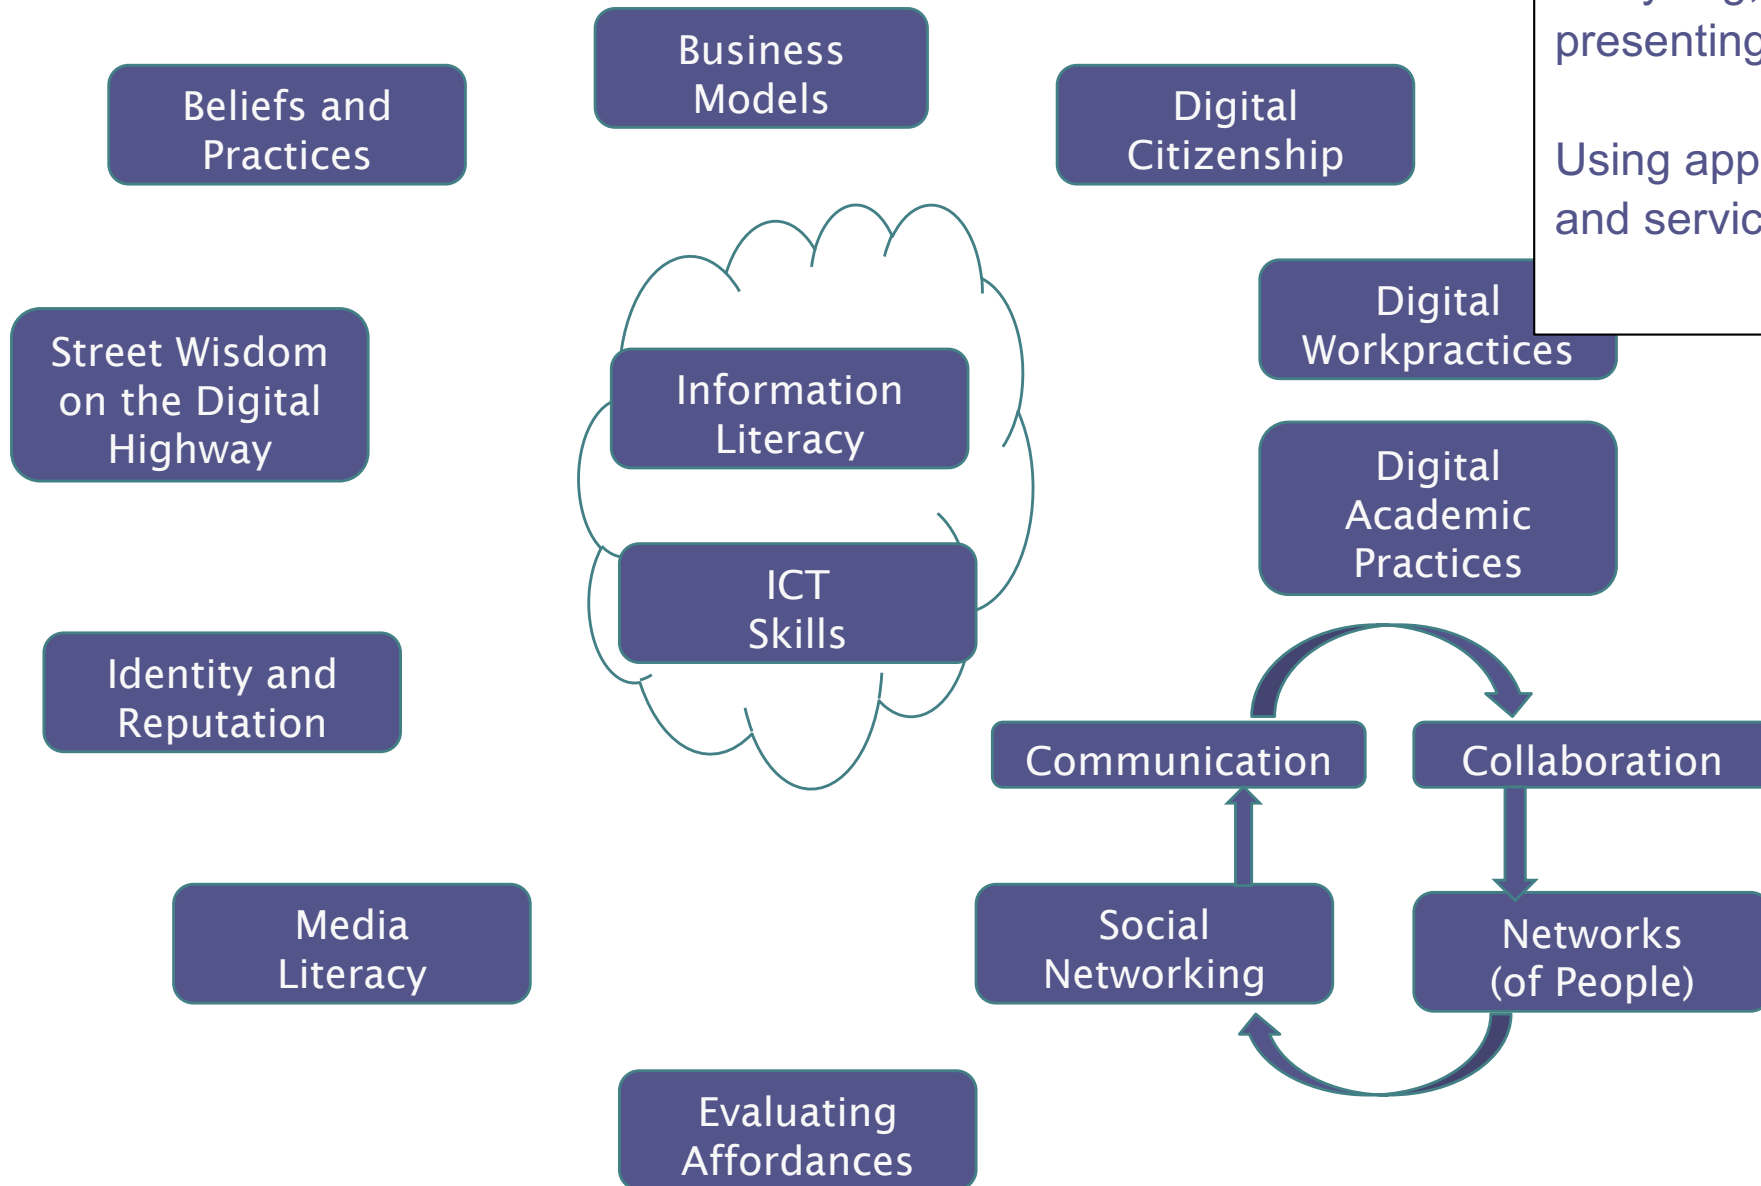 Business
Models
Beliefs and
Practices
Digital
Citizenship
presenting
Using app
and servic
Street Wisdom
on the Digital
Highway
Information
Literacy
Digital
Workpractices
Digital
Academic
Practices
ICT
Skills
Identity and
Reputation
Communication
Collaboration
Media
Literacy
Social
Networking
Networks
(of People)
Evaluating
Affordances